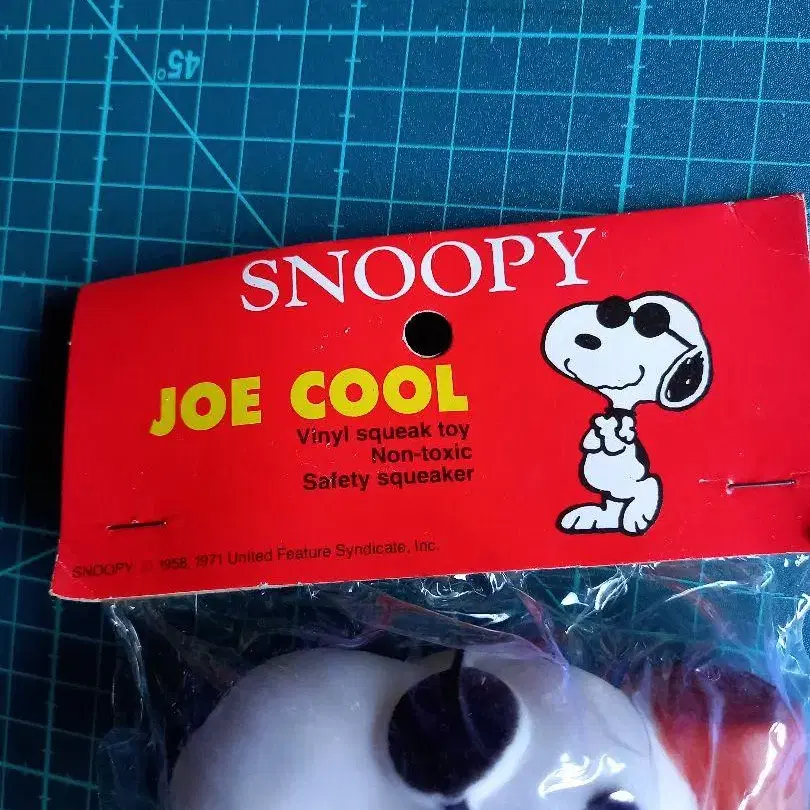 45°
SNOOPY
JOE COOL
Vinyl squeak toy
Non-toxic
Safety squeaker
SNOOPY © 1958, 1971 United Feature Syndicate, Inc.